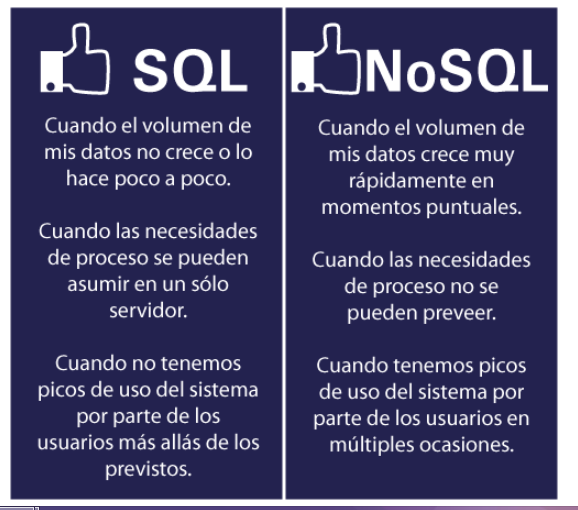 SQL
Cuando el volumen de
mis datos no crece o lo
hace poco a poco.
Cuando las necesidades
de proceso se pueden
asumir en un sólo
servidor.
Cuando no tenemos
picos de uso del sistema
por parte de los
usuarios más allás de los
previstos.
NoSQL
Cuando el volumen de
mis datos crece muy
rápidamente en
momentos puntuales.
Cuando las necesidades
de proceso no se
pueden preveer.
Cuando tenemos picos
de uso del sistema por
parte de los usuarios en
múltiples ocasiones.